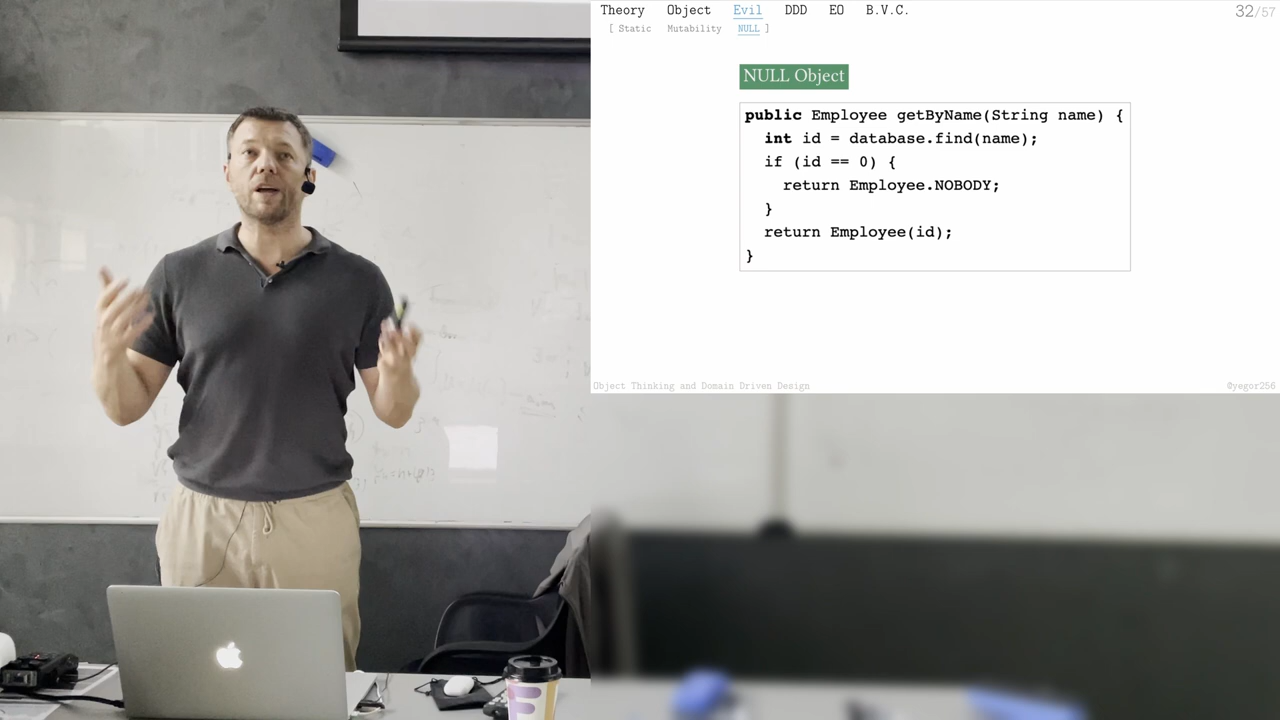 Theory Object Evil DDD EO B.V.C. 32/57
[ Static Mutability NULL ]
NULL Object
public Employee getByName(String name) {
int id = database.find(name);
if (id == 0) {
return Employee.NOBODY;
}
return Employee(id);
}
Object Thinking and Domain Driven Design @yegor256